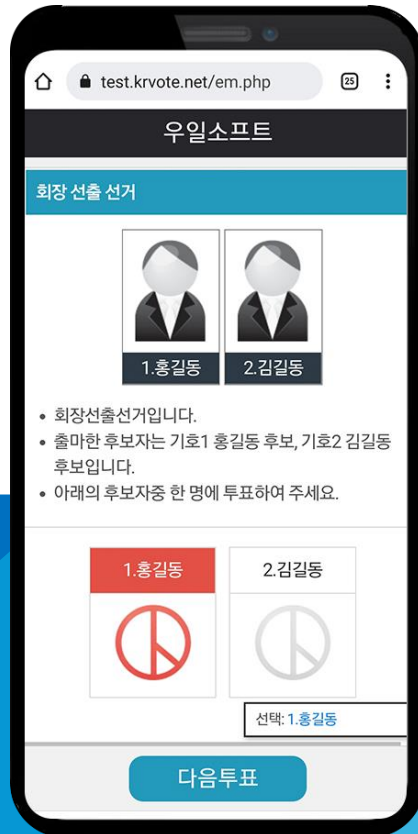 test.krvote.net/em.php
25
우일소프트
회장 선출 선거
1.홍길동
2.김길동
• 회장선출선거입니다.
• 출마한 후보자는 기호1 홍길동 후보, 기호2 김길동
후보입니다.
• 아래의 후보자중 한 명에 투표하여 주세요.
1.홍길동
2.김길동
선택: 1.홍길동
다음투표